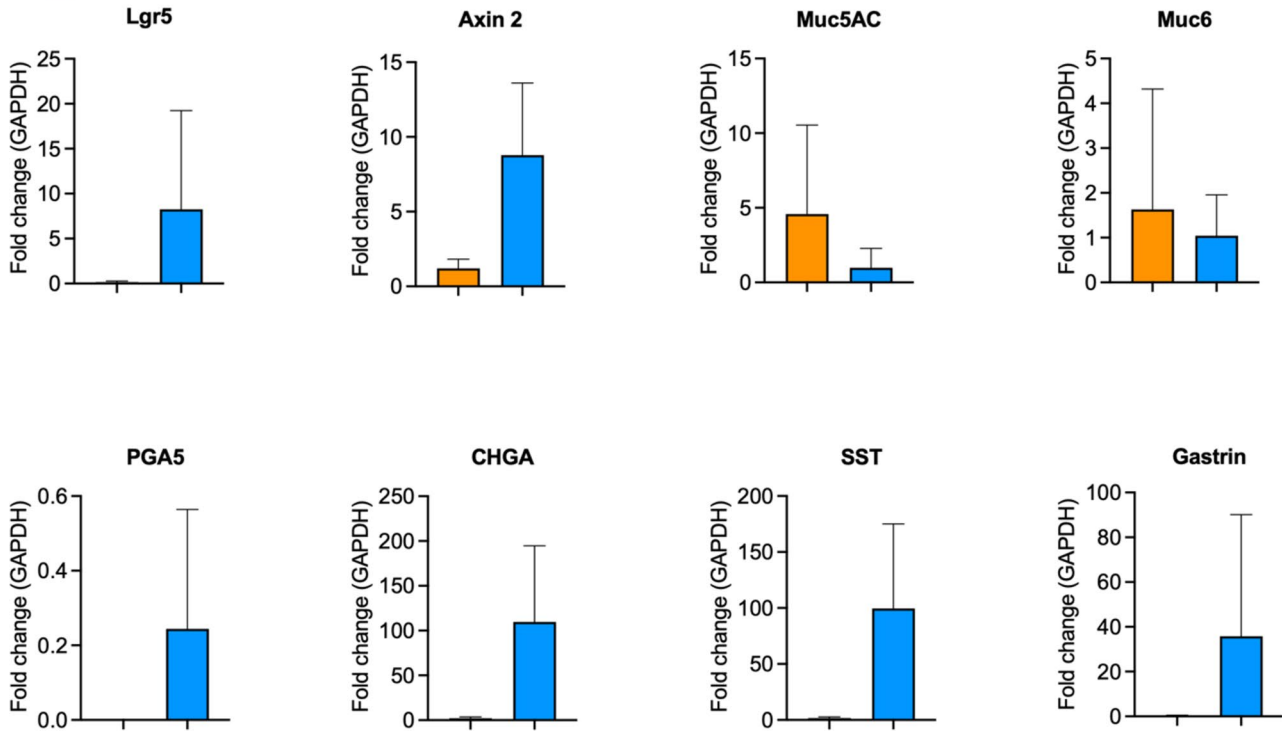 Lgr5
Fold change (GAPDH)
25
20
15
10
5
0
Axin 2
Fold change (GAPDH)
15
10
5
0
Muc5AC
Fold change (GAPDH)
15
10
5
0
Muc6
Fold change (GAPDH)
5
4
3
2
1
0
PGA5
Fold change (GAPDH)
0.6
0.4
0.2
0.0
CHGA
Fold change (GAPDH)
250
200
150
100
50
0
SST
Fold change (GAPDH)
200
150
100
50
0
Gastrin
Fold change (GAPDH)
100
80
60
40
20
0